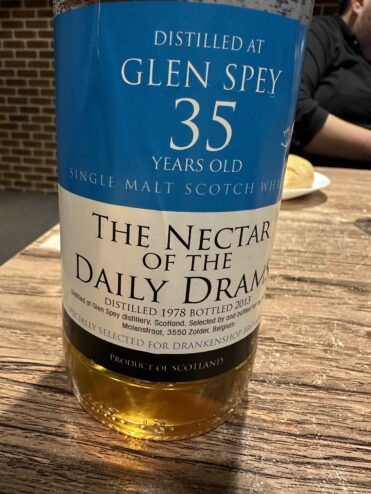 DISTILLED AT
GLEN SPEY
35
YEARS OLD
SINGLE MALT SCOTCH
THE NECTAR
OF THE
DAILY DRAMS
DISTILLED 1978 BOTTLED 2013
Distilled at Glen Spey distillery, Scotland. Selected by and bottled for
Molenstraat, 3550 Zolder, Belgium
SPECIALLY SELECTED FOR DRANKENSHOP
PRODUCT OF SCOTLAND